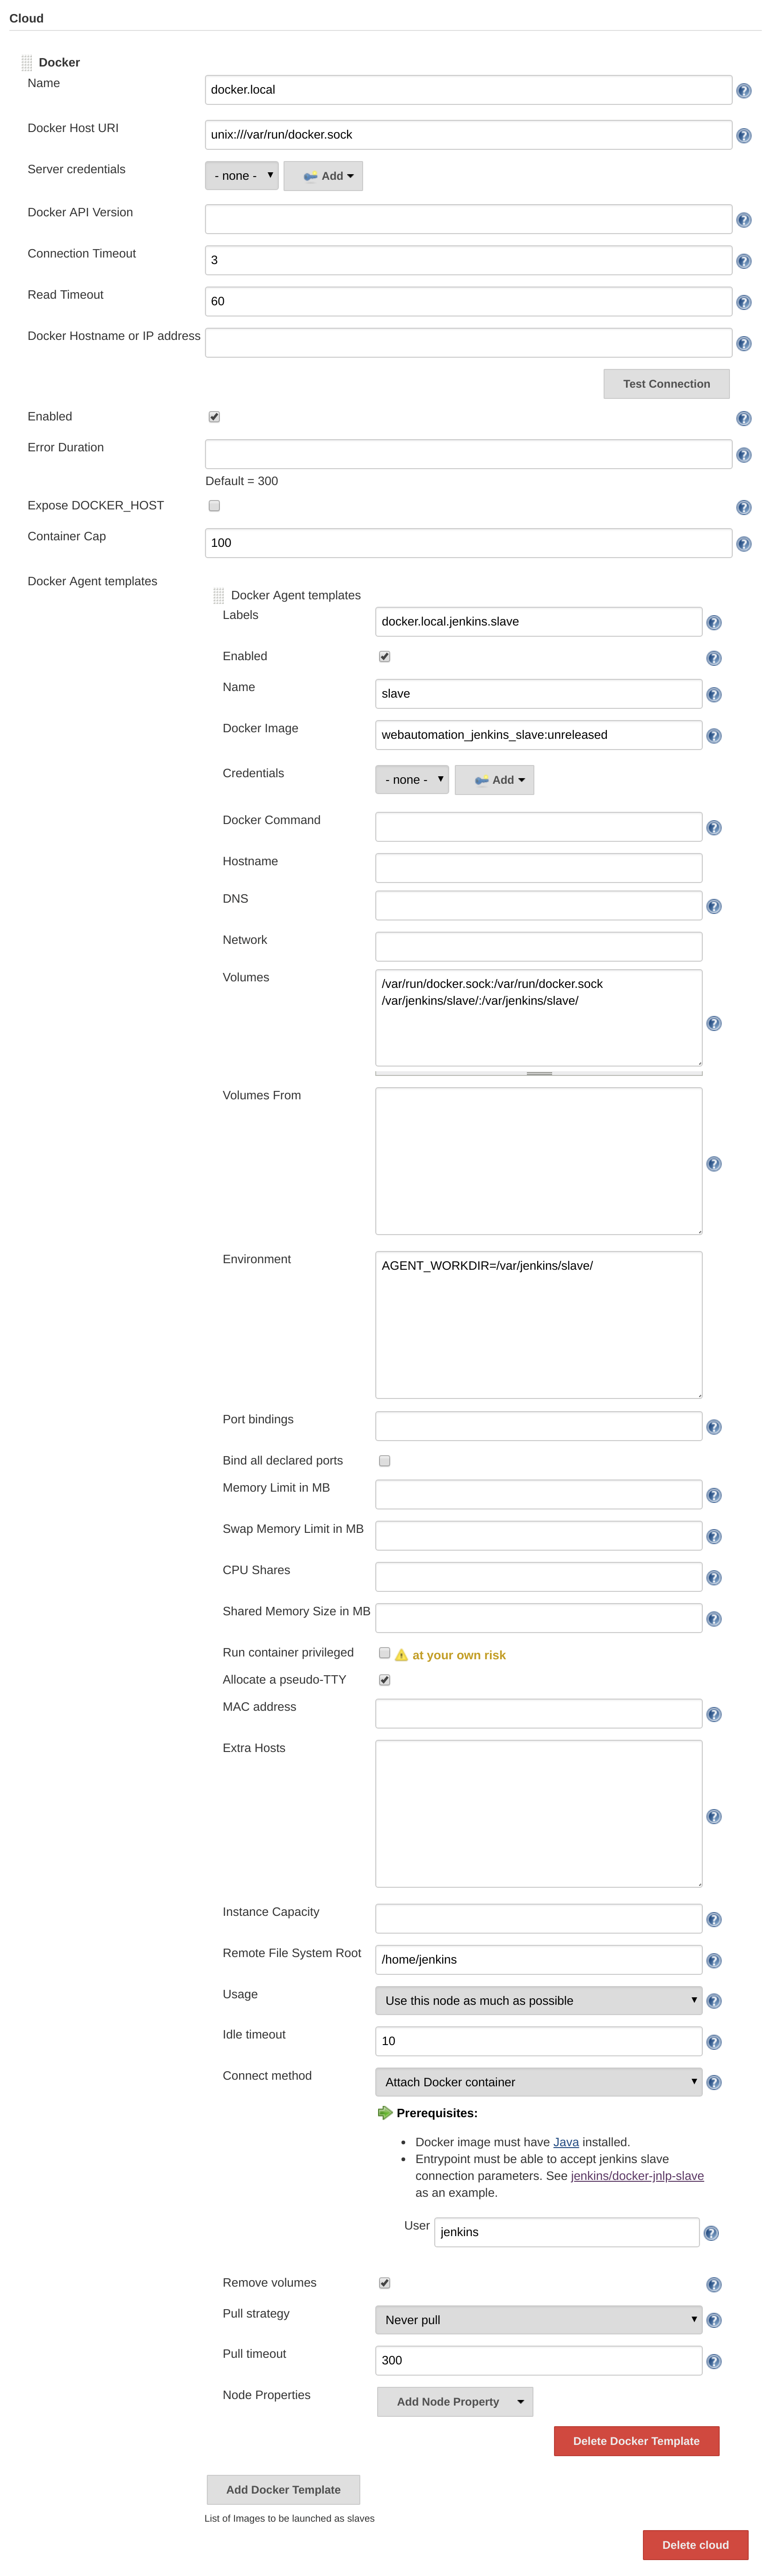 Cloud
Docker
Name
docker.local
Docker Host URI
unix:///var/run/docker.sock
Server credentials
- none -
Add
Docker API Version
Connection Timeout
3
Read Timeout
60
Docker Hostname or IP address
Test Connection
Enabled
Error Duration
Default = 300
Expose DOCKER_HOST
Container Cap
100
Docker Agent templates
Docker Agent templates
Labels
docker.local.jenkins.slave
Enabled
Name
slave
Docker Image
webautomation_jenkins_slave:unreleased
Credentials
- none -
Add
Docker Command
Hostname
DNS
Network
Volumes
/var/run/docker.sock:/var/run/docker.sock
/var/jenkins/slave/:/var/jenkins/slave/
Volumes From
Environment
AGENT_WORKDIR=/var/jenkins/slave/
Port bindings
Bind all declared ports
Memory Limit in MB
Swap Memory Limit in MB
CPU Shares
Shared Memory Size in MB
Run container privileged
at your own risk
Allocate a pseudo-TTY
MAC address
Extra Hosts
Instance Capacity
Remote File System Root
/home/jenkins
Usage
Use this node as much as possible
Idle timeout
10
Connect method
Attach Docker container
Prerequisites:
• Docker image must have Java installed.
• Entrypoint must be able to accept jenkins slave
connection parameters. See jenkins/docker-jnlp-slave
as an example.
User
jenkins
Remove volumes
Pull strategy
Never pull
Pull timeout
300
Node Properties
Add Node Property
Delete Docker Template
Add Docker Template
List of Images to be launched as slaves
Delete cloud